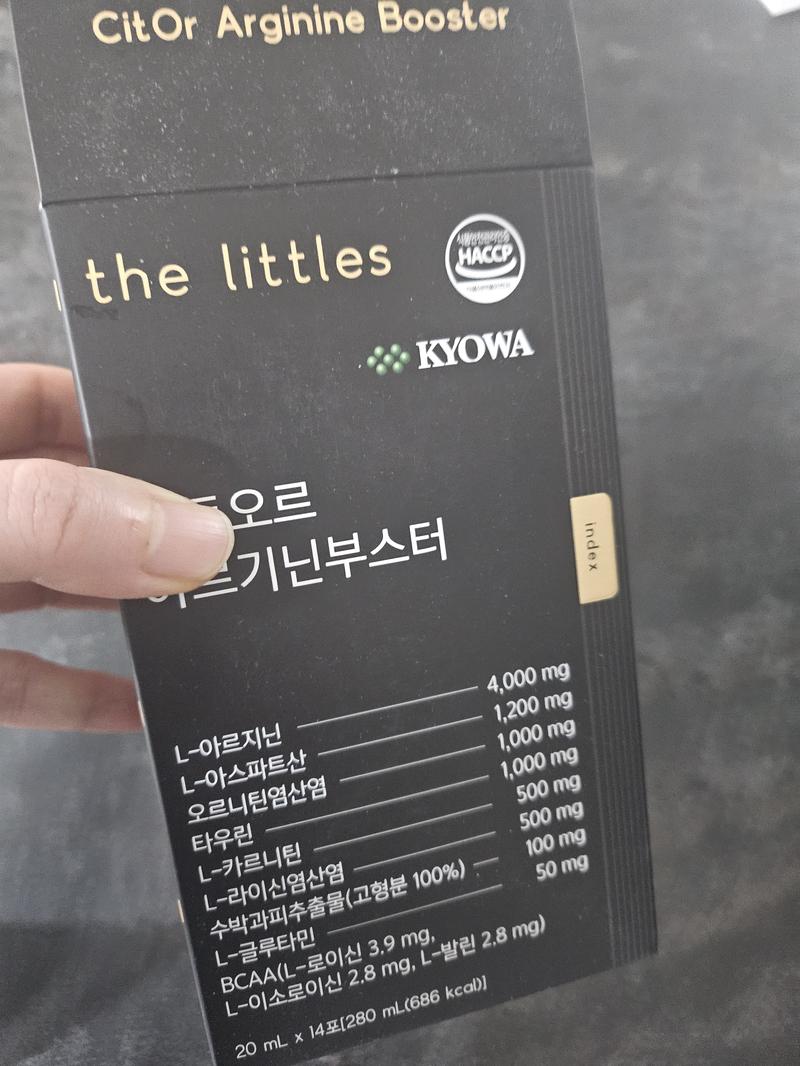 CitOr Arginine Booster
the littles
HACCP
KYOWA
오르
르기닌부스터
index
L-아르지닌 4,000 mg
L-아스파트산 1,200 mg
오르니틴염산염 1,000 mg
타우린 1,000 mg
L-카르니틴 500 mg
L-라이신염산염 500 mg
수박과피추출물(고형분 100%) 100 mg
L-글루타민 50 mg
BCAA(L-로이신 3.9 mg,
L-이소로이신 2.8 mg, L-발린 2.8 mg)
20 mL x 14포[280 mL(686 kcal)]